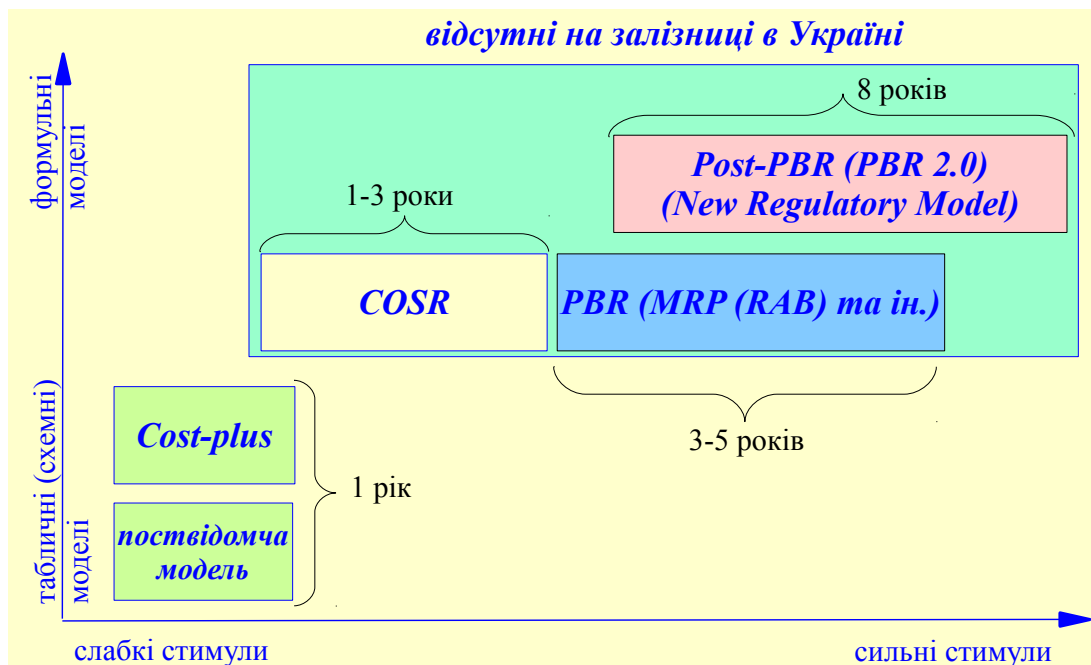 відсутні на залізниці в Україні
8 років
Post-PBR (PBR 2.0)
(New Regulatory Model)
1-3 роки
COSR
PBR (MRP (RAB) та ін.)
3-5 років
Cost-plus
1 рік
поствідомча
модель
формульні
моделі
табличні (схемні)
моделі
слабкі стимули
сильні стимули